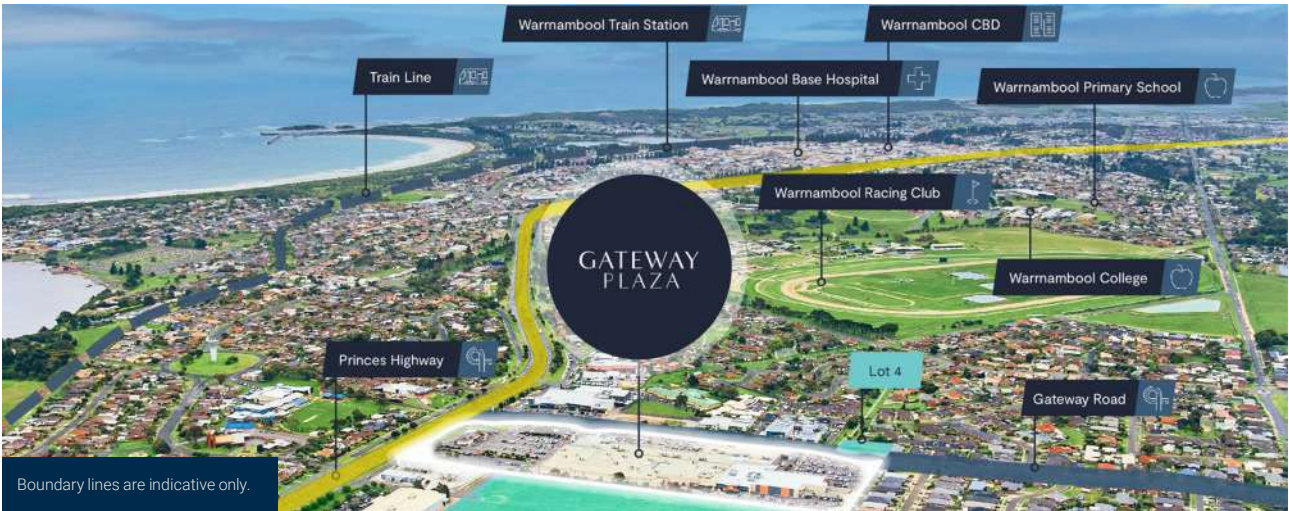 Warrnambool Train Station
Warrnambool CBD
Train Line
Warrnambool Base Hospital
Warrnambool Primary School
Warrnambool Racing Club
GATEWAY
PLAZA
Warrnambool College
Princes Highway
Lot 4
Gateway Road
Boundary lines are indicative only.